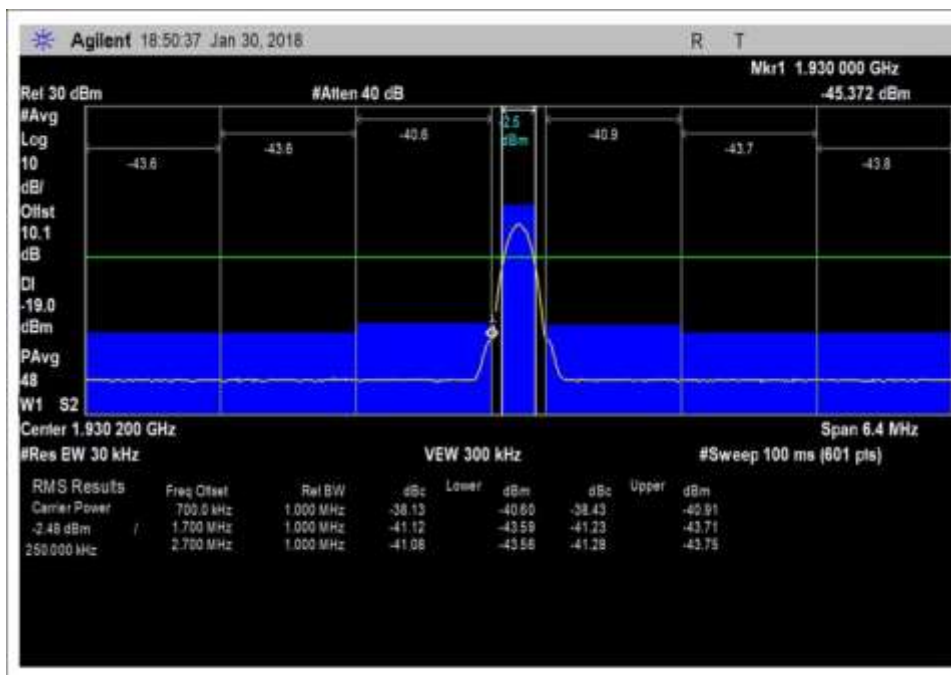 Agilent 18:50:37 Jan 30, 2018 R T
Mkr1 1.930 000 GHz
Ref 30 dBm #Atten 40 dB -45.372 dBm
#Avg
Log
10
dB/
Offst
10.1
dB
DI
-19.0
dBm
PAvg
48
W1 S2
-43.6 -43.6 -40.6 -2.5 dBm -40.9 -43.7 -43.8
1
Center 1.930 200 GHz Span 6.4 MHz
#Res BW 30 kHz VBW 300 kHz #Sweep 100 ms (601 pts)
RMS Results Freq Offset Ref BW dBc Lower dBm dBc Upper dBm
Carrier Power 700.0 kHz 1.000 MHz -38.13 -40.60 -38.43 -40.91
-2.48 dBm / 1.700 MHz 1.000 MHz -41.12 -43.59 -41.23 -43.71
250.000 kHz 2.700 MHz 1.000 MHz -41.08 -43.56 -41.28 -43.75